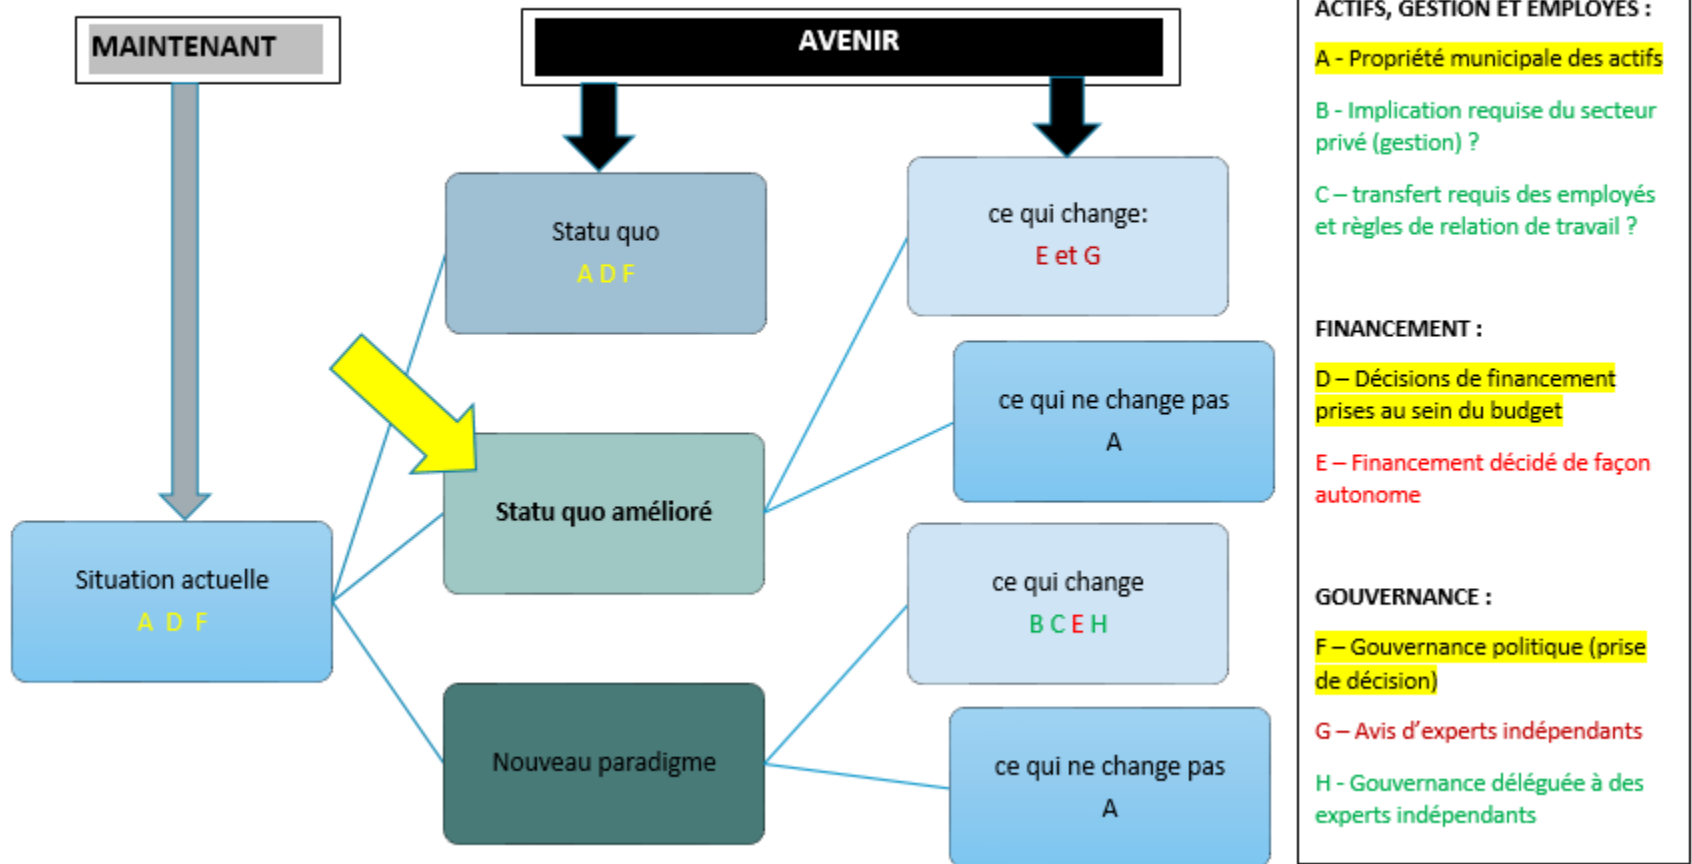 MAINTENANT
AVENIR
Statu quo
A D F
ce qui change:
E et G
ce qui ne change pas
A
Statu quo amélioré
Situation actuelle
A D F
ce qui change
B C E H
Nouveau paradigme
ce qui ne change pas
A
ACTIFS, GESTION ET EMPLOYES :
A - Propriété municipale des actifs
B - Implication requise du secteur
privé (gestion) ?
C – transfert requis des employés
et règles de relation de travail ?
FINANCEMENT :
D – Décisions de financement
prises au sein du budget
E – Financement décidé de façon
autonome
GOUVERNANCE :
F – Gouvernance politique (prise
de décision)
G – Avis d’experts indépendants
H - Gouvernance déléguée à des
experts indépendants